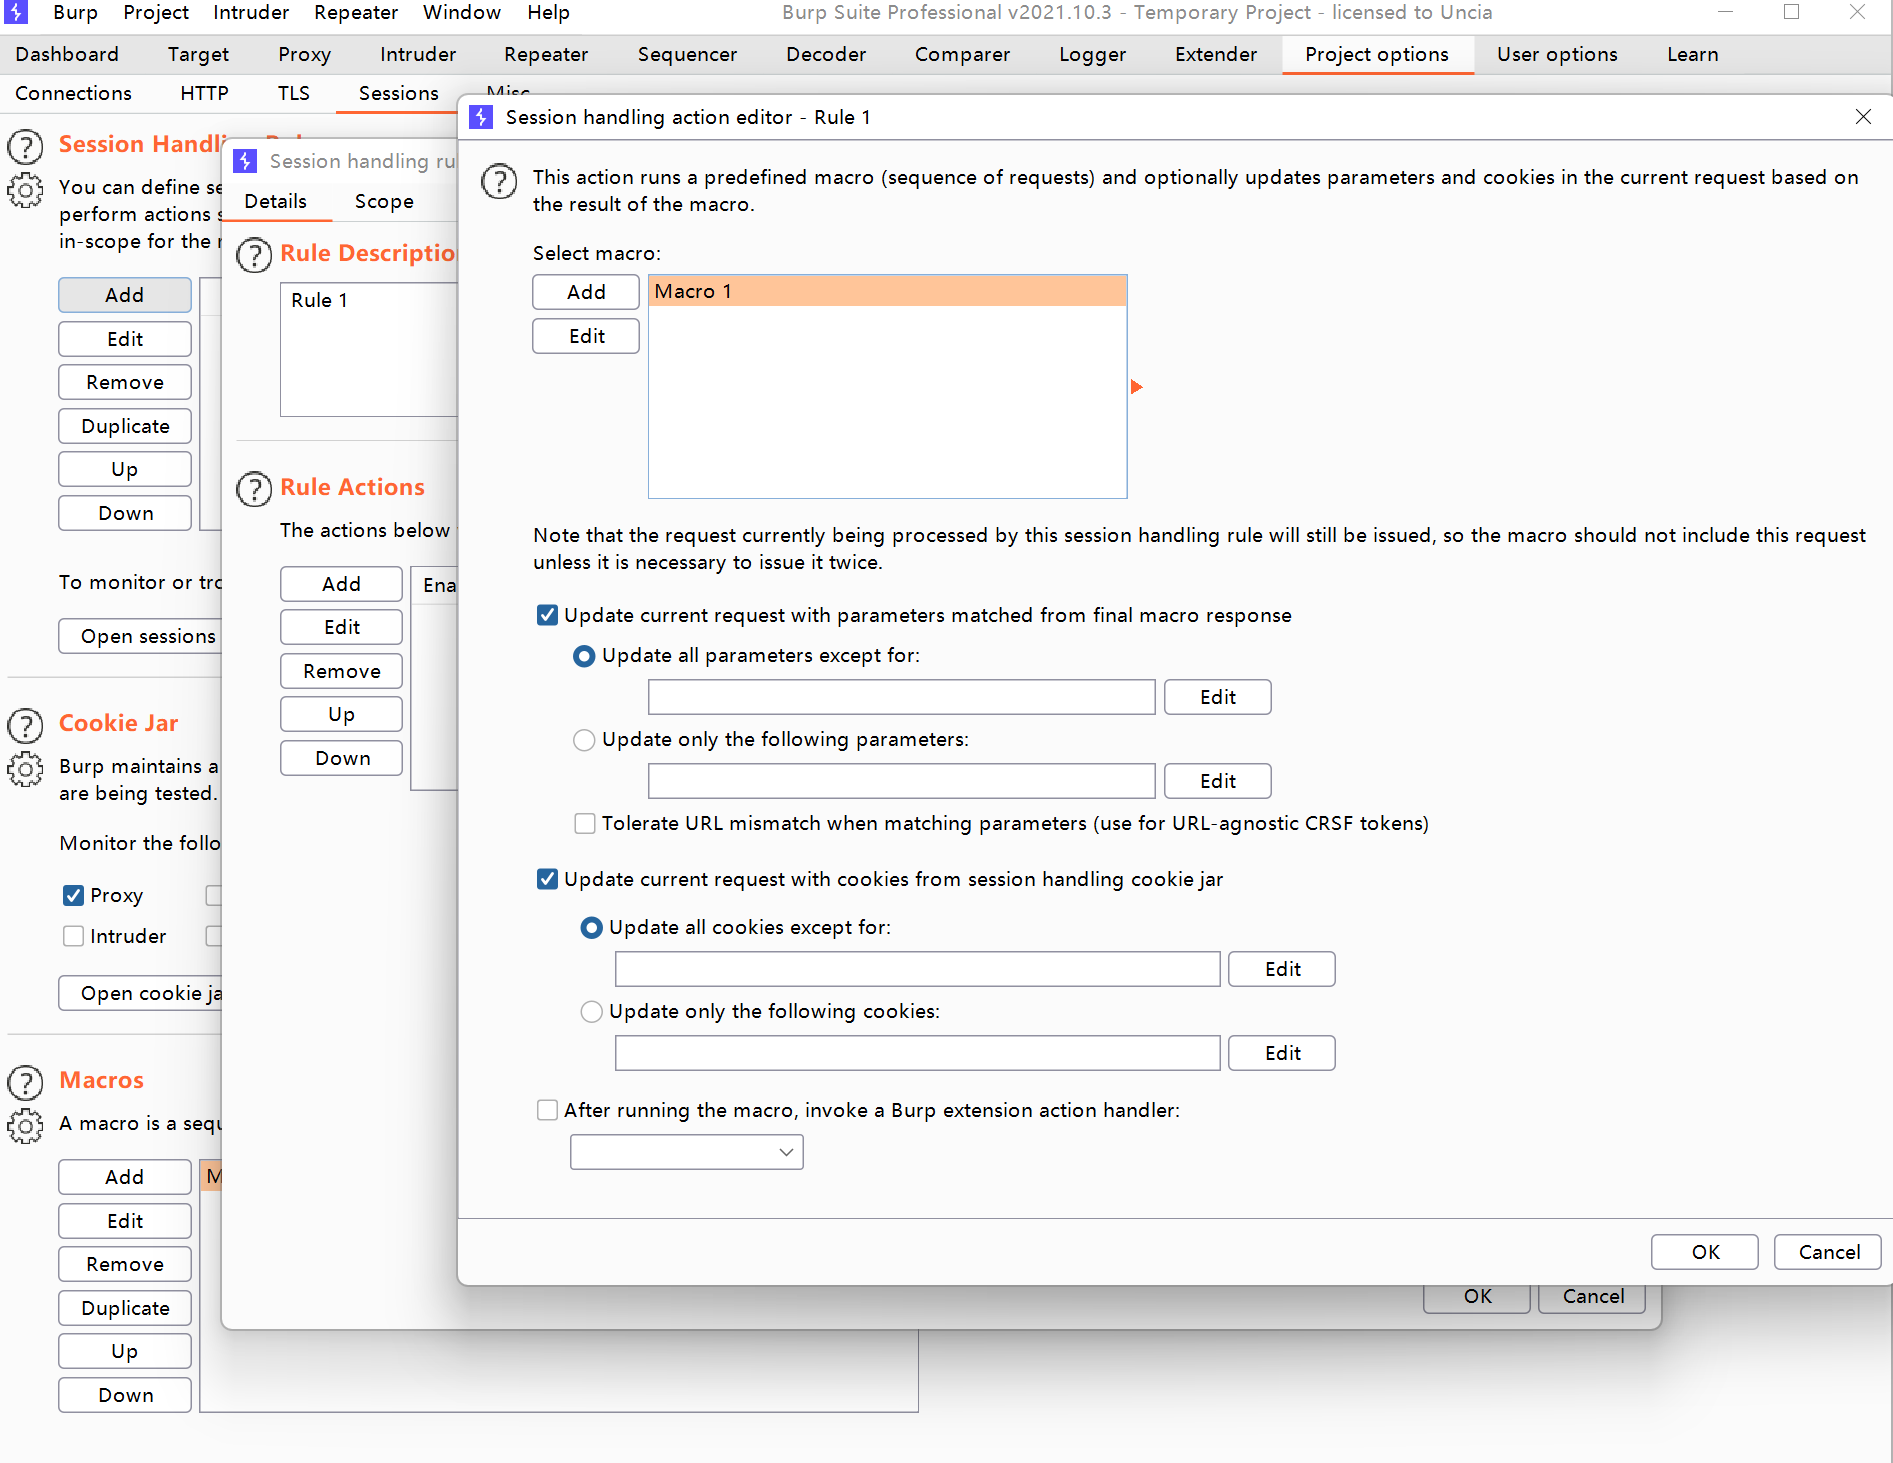 Burp Project Intruder Repeater Window Help
Burp Suite Professional v2021.10.3 - Temporary Project - licensed to Uncia
Dashboard Target Proxy Intruder Repeater Sequencer Decoder Comparer Logger Extender Project options User options Learn
Connections HTTP TLS Sessions Misc
Session handling action editor - Rule 1
This action runs a predefined macro (sequence of requests) and optionally updates parameters and cookies in the current request based on
the result of the macro.
Select macro:
Add
Macro 1
Edit
Note that the request currently being processed by this session handling rule will still be issued, so the macro should not include this request
unless it is necessary to issue it twice.
Update current request with parameters matched from final macro response
Update all parameters except for:
Edit
Update only the following parameters:
Edit
Tolerate URL mismatch when matching parameters (use for URL-agnostic CRSF tokens)
Update current request with cookies from session handling cookie jar
Update all cookies except for:
Edit
Update only the following cookies:
Edit
After running the macro, invoke a Burp extension action handler:
OK Cancel
Session handling ru
Details Scope
Rule Descriptio
Rule 1
Rule Actions
The actions below
Add
Ena
Edit
Remove
Up
Down
OK Cancel
Session Handli
You can define se
perform actions s
in-scope for the r
Add
Edit
Remove
Duplicate
Up
Down
To monitor or tro
Open sessions
Cookie Jar
Burp maintains a
are being tested.
Monitor the follo
Proxy
Intruder
Open cookie ja
Macros
A macro is a sequ
Add
M
Edit
Remove
Duplicate
Up
Down